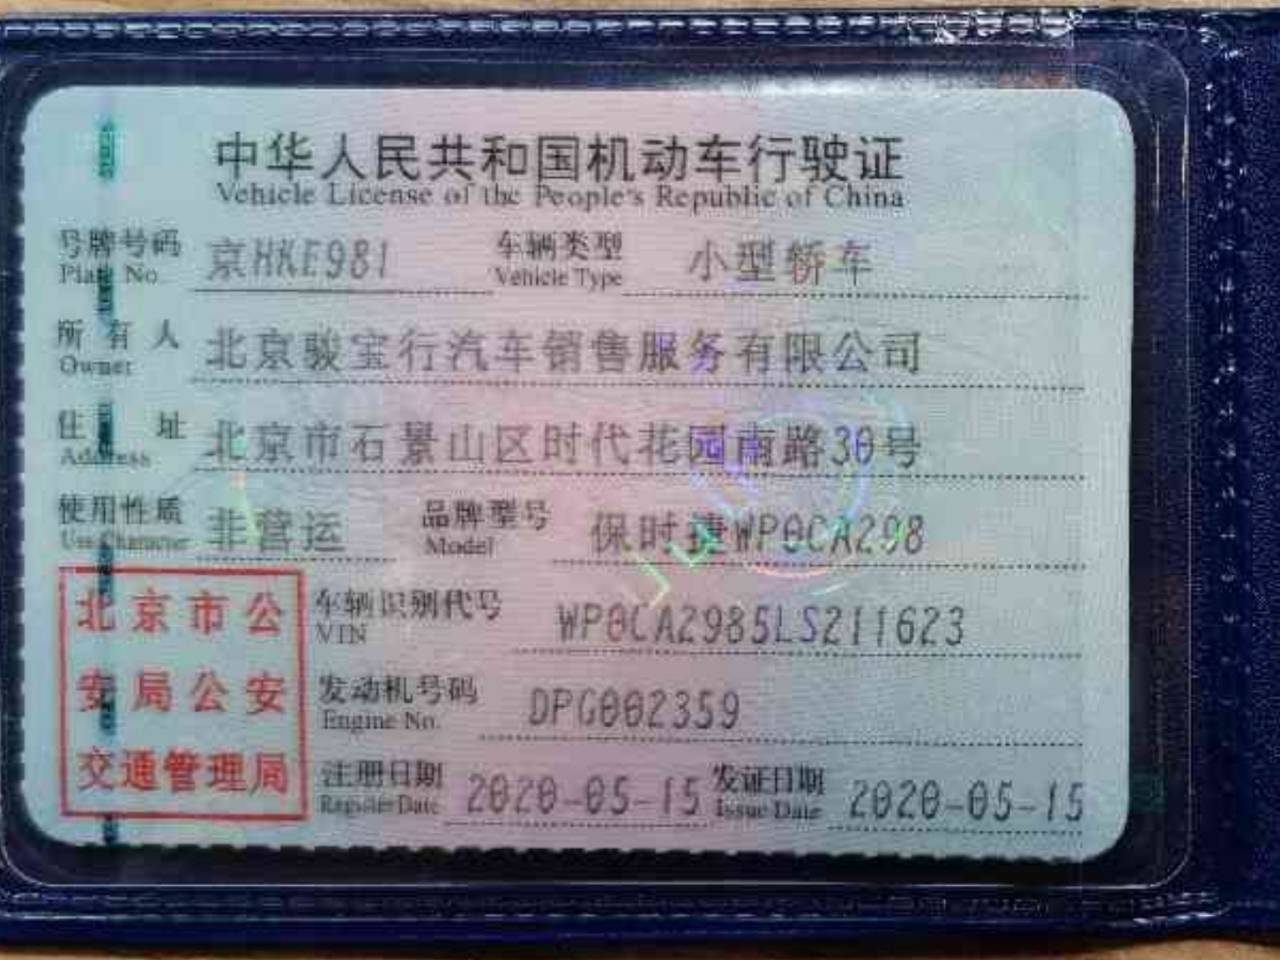 中华人民共和国机动车行驶证
Vehicle License of the People's Republic of China
号牌号码 京HKE981 车辆类型 小型轿车
Plate No. Vehicle Type
所有人 北京骏宝行汽车销售服务有限公司
Owner
住址 北京市石景山区时代花园南路30号
Address
使用性质 非营运 品牌型号 保时捷WP0CA298
Use Character Model
北京市公
安局公安
交通管理局
车辆识别代号 WP0CA2985LS211623
VIN
发动机号码 DPG002359
Engine No.
注册日期 2020-05-15 发证日期 2020-05-15
Register Date Issue Date